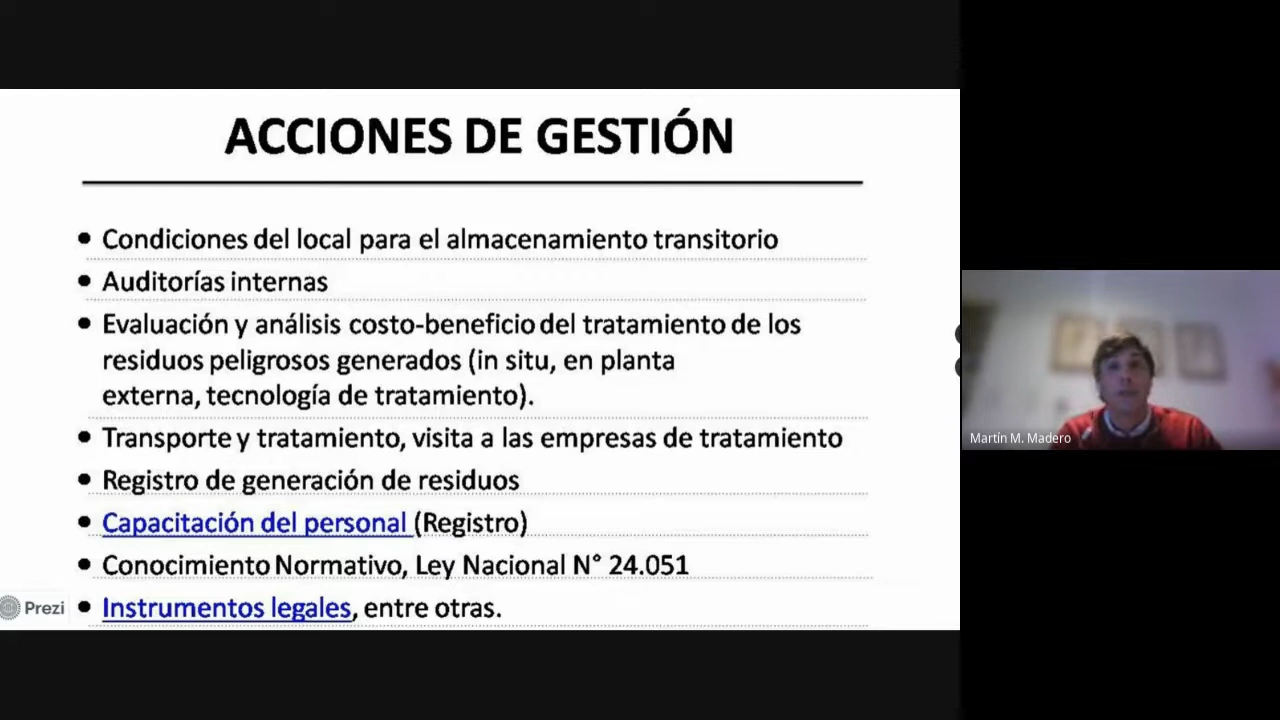 ACCIONES DE GESTIÓN
• Condiciones del local para el almacenamiento transitorio
• Auditorías internas
• Evaluación y análisis costo-beneficio del tratamiento de los
residuos peligrosos generados (in situ, en planta
externa, tecnología de tratamiento).
• Transporte y tratamiento, visita a las empresas de tratamiento
• Registro de generación de residuos
• Capacitación del personal (Registro)
• Conocimiento Normativo, Ley Nacional N° 24.051
• Instrumentos legales, entre otras.
Prezi
Martín M. Madero